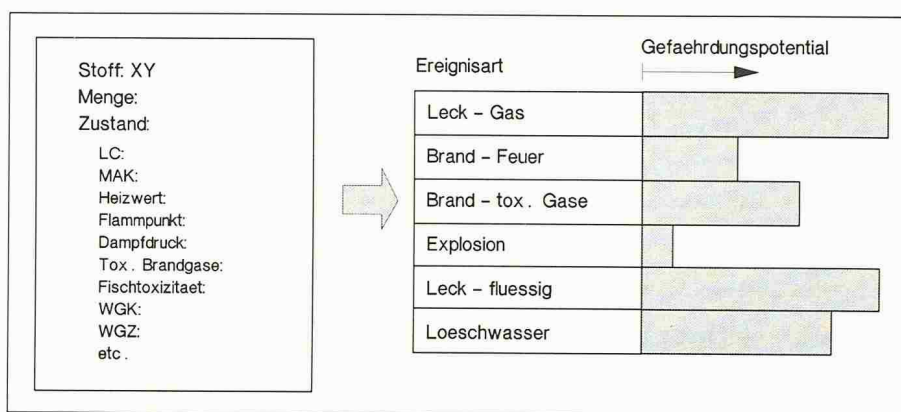 Stoff: XY
Menge:
Zustand:
LC:
MAK:
Heizwert:
Flammpunkt:
Dampfdruck:
Tox. Brandgase:
Fischtoxizitaet:
WGK:
WGZ:
etc.
Ereignisart
Gefaehrdungspotential
Leck - Gas
Brand - Feuer
Brand - tox. Gase
Explosion
Leck - fluessig
Loeschwasser